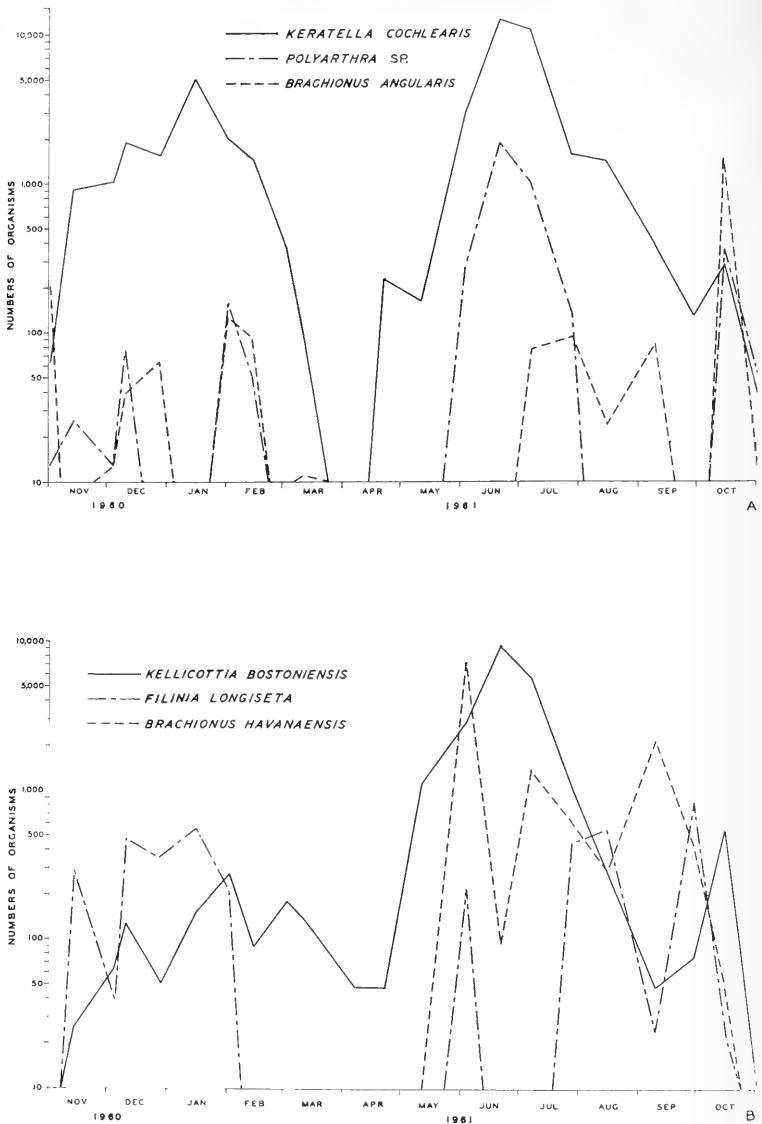 KERATELLA COCHLEARIS
POLYARTHRA SP.
BRACHIONUS ANGULARIS
10,000
5,000
1,000
500
100
50
10
NUMBERS OF ORGANISMS
NOV DEC JAN FEB MAR APR MAY JUN JUL AUG SEP OCT
1960 1961
A
KELLICOTTIA BOSTONIENSIS
FILINIA LONGISETA
BRACHIONUS HAVANAENSIS
10,000
5,000
1,000
500
100
50
10
NUMBERS OF ORGANISMS
NOV DEC JAN FEB MAR APR MAY JUN JUL AUG SEP OCT
1960 1961
B